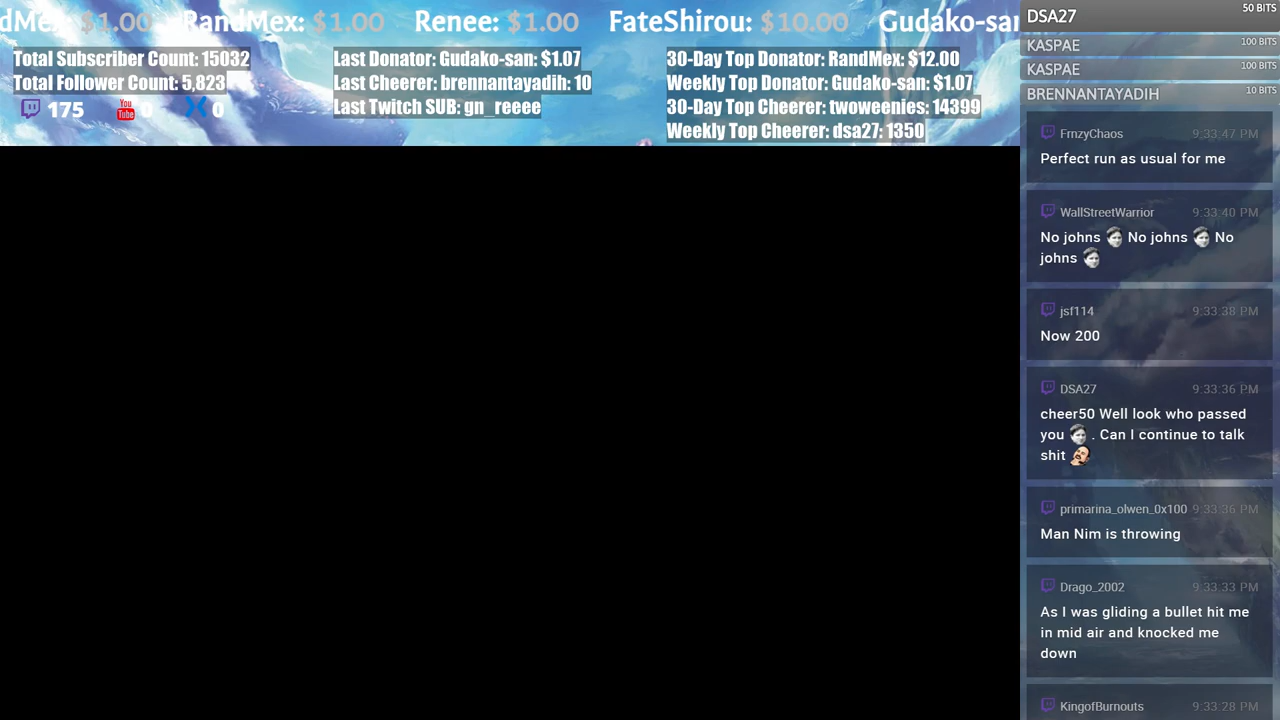 dMex: $1.00 RandMex: $1.00 Renee: $1.00 FateShirou: $10.00 Gudako-san
Total Subscriber Count: 15032
Total Follower Count: 5,823
175 YouTube 0 0
Last Donator: Gudako-san: $1.07
Last Cheerer: brennantayadih: 10
Last Twitch SUB: gn_reeee
30-Day Top Donator: RandMex: $12.00
Weekly Top Donator: Gudako-san: $1.07
30-Day Top Cheerer: twoweenies: 14399
Weekly Top Cheerer: dsa27: 1350
DSA27 50 BITS
KASPAE 100 BITS
KASPAE 100 BITS
BRENNANTAYADIH 10 BITS
FrnzyChaos 9:33:47 PM
Perfect run as usual for me
WallStreetWarrior 9:33:40 PM
No johns No johns No
johns
jsf114 9:33:38 PM
Now 200
DSA27 9:33:36 PM
cheer50 Well look who passed
you . Can I continue to talk
shit
primarina_olwen_0x100 9:33:36 PM
Man Nim is throwing
Drago_2002 9:33:33 PM
As I was gliding a bullet hit me
in mid air and knocked me
down
KingofBurnouts 9:33:28 PM